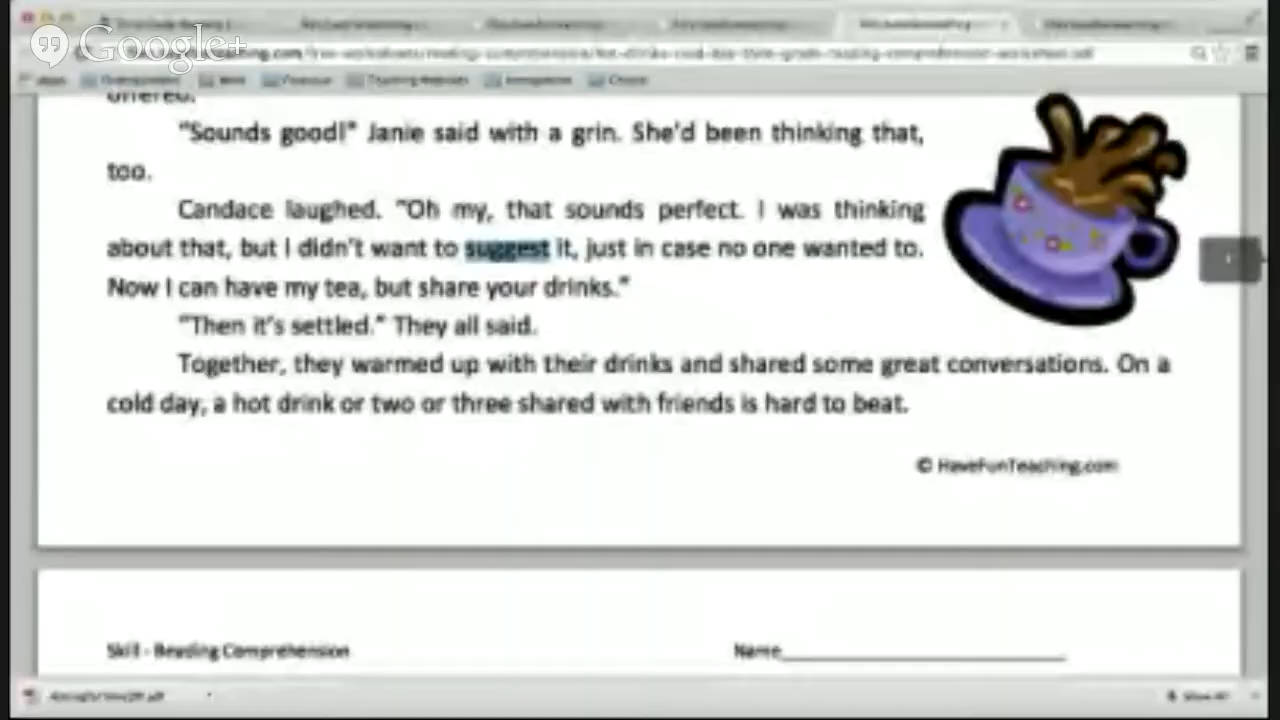 Google+
offered.
"Sounds good!" Janie said with a grin. She'd been thinking that,
too.
Candace laughed. "Oh my, that sounds perfect. I was thinking
about that, but I didn't want to suggest it, just in case no one wanted to.
Now I can have my tea, but share your drinks."
"Then it's settled." They all said.
Together, they warmed up with their drinks and shared some great conversations. On a
cold day, a hot drink or two or three shared with friends is hard to beat.
© HaveFunTeaching.com
Skill - Reading Comprehension
Name